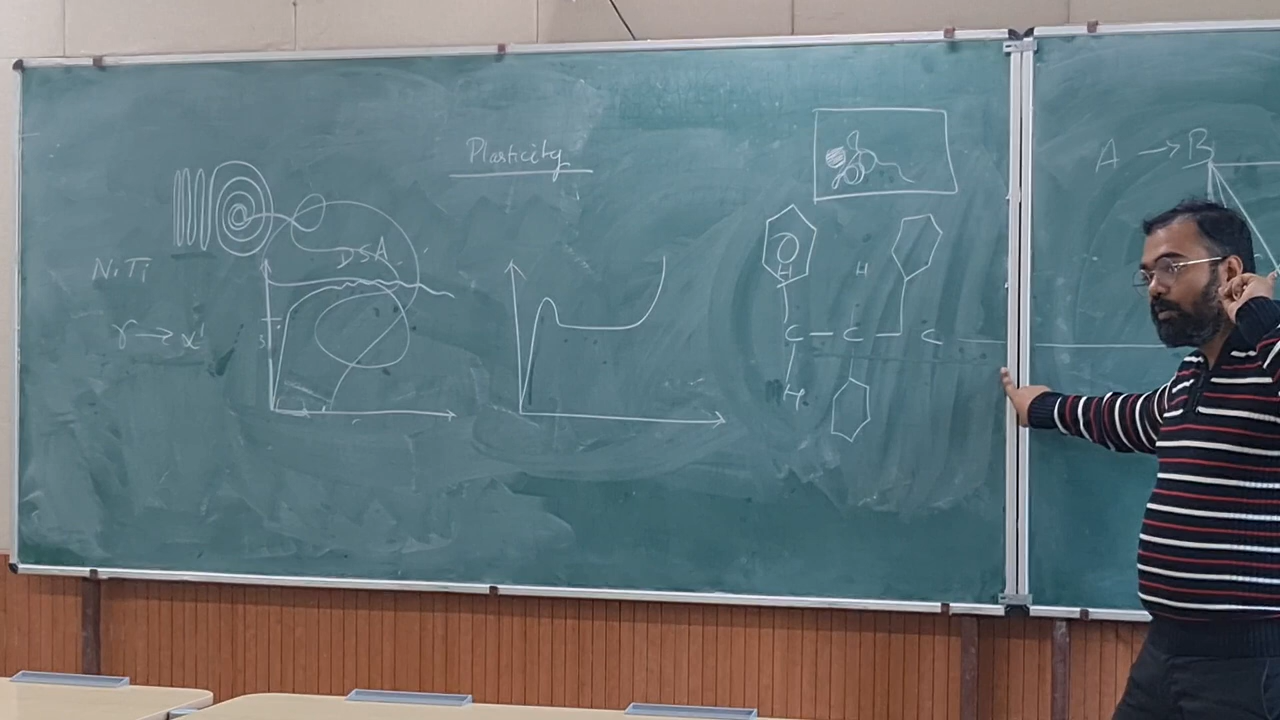 Plasticity
A → B
DSA
NiTi
γ → α'
H
H
C - C - C
H